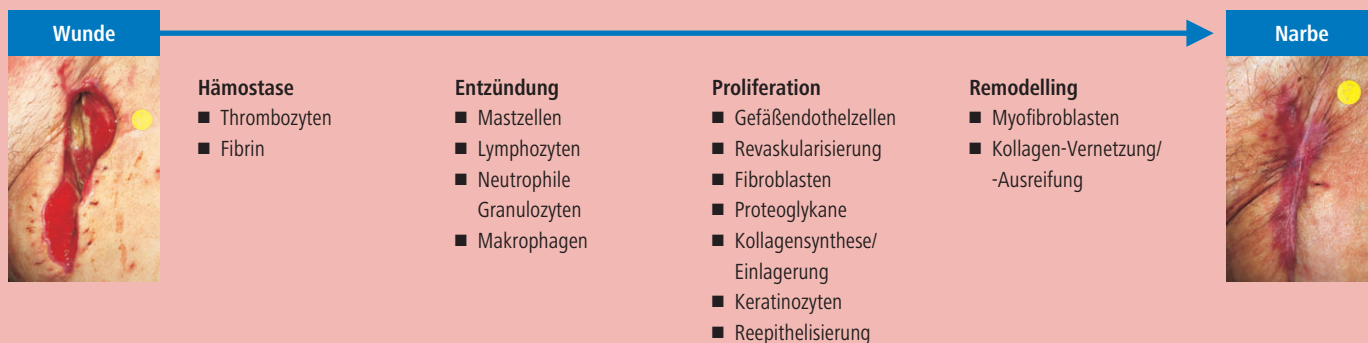 Wunde
Narbe
Hämostase
■ Thrombozyten
■ Fibrin
Entzündung
■ Mastzellen
■ Lymphozyten
■ Neutrophile
Granulozyten
■ Makrophagen
Proliferation
■ Gefäßendothelzellen
■ Revaskularisierung
■ Fibroblasten
■ Proteoglykane
■ Kollagensynthese/
Einlagerung
■ Keratinozyten
■ Reepithelisierung
Remodelling
■ Myofibroblasten
■ Kollagen-Vernetzung/
-Ausreifung